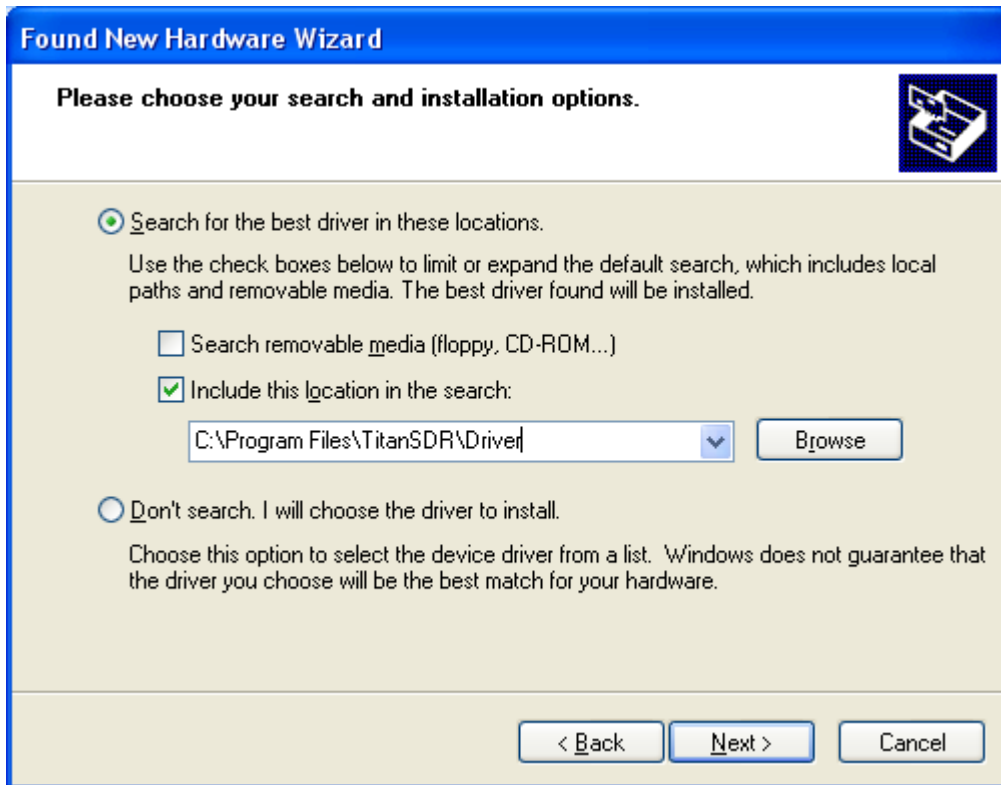 Found New Hardware Wizard
Please choose your search and installation options.
Search for the best driver in these locations.
Use the check boxes below to limit or expand the default search, which includes local
paths and removable media. The best driver found will be installed.
Search removable media (floppy, CD-ROM...)
Include this location in the search:
C:\Program Files\TitanSDR\Driver
Browse
Don't search. I will choose the driver to install.
Choose this option to select the device driver from a list.  Windows does not guarantee that
the driver you choose will be the best match for your hardware.
< Back
Next >
Cancel